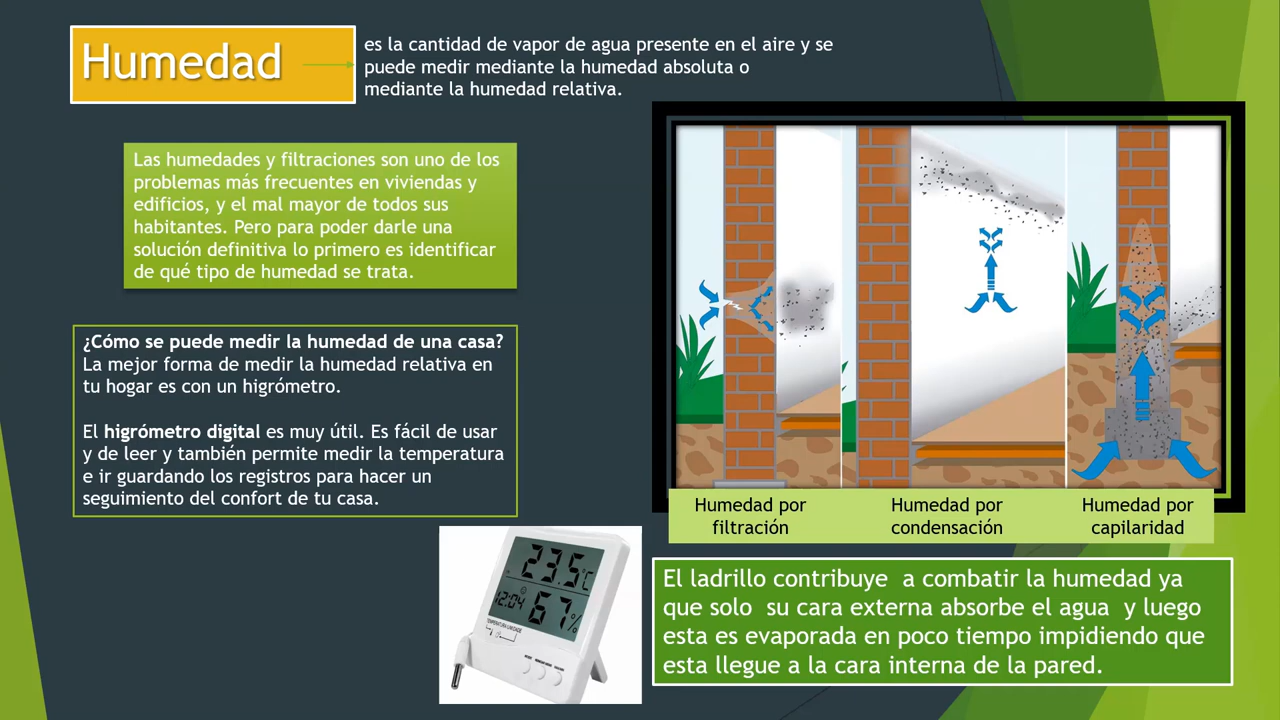 Humedad
es la cantidad de vapor de agua presente en el aire y se
puede medir mediante la humedad absoluta o
mediante la humedad relativa.
Las humedades y filtraciones son uno de los
problemas más frecuentes en viviendas y
edificios, y el mal mayor de todos sus
habitantes. Pero para poder darle una
solución definitiva lo primero es identificar
de qué tipo de humedad se trata.
¿Cómo se puede medir la humedad de una casa?
La mejor forma de medir la humedad relativa en
tu hogar es con un higrómetro.
El higrómetro digital es muy útil. Es fácil de usar
y de leer y también permite medir la temperatura
e ir guardando los registros para hacer un
seguimiento del confort de tu casa.
Humedad por
filtración
Humedad por
condensación
Humedad por
capilaridad
23.5°C
12:04 67%
El ladrillo contribuye  a combatir la humedad ya
que solo  su cara externa absorbe el agua  y luego
esta es evaporada en poco tiempo impidiendo que
esta llegue a la cara interna de la pared.